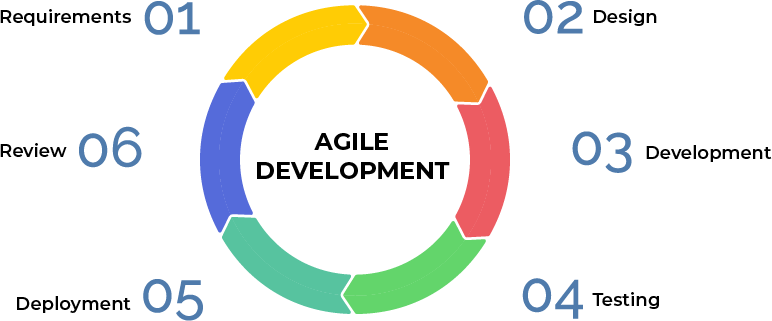 Requirements 01
02 Design
AGILE
DEVELOPMENT
Review 06
03 Development
Deployment 05
04 Testing